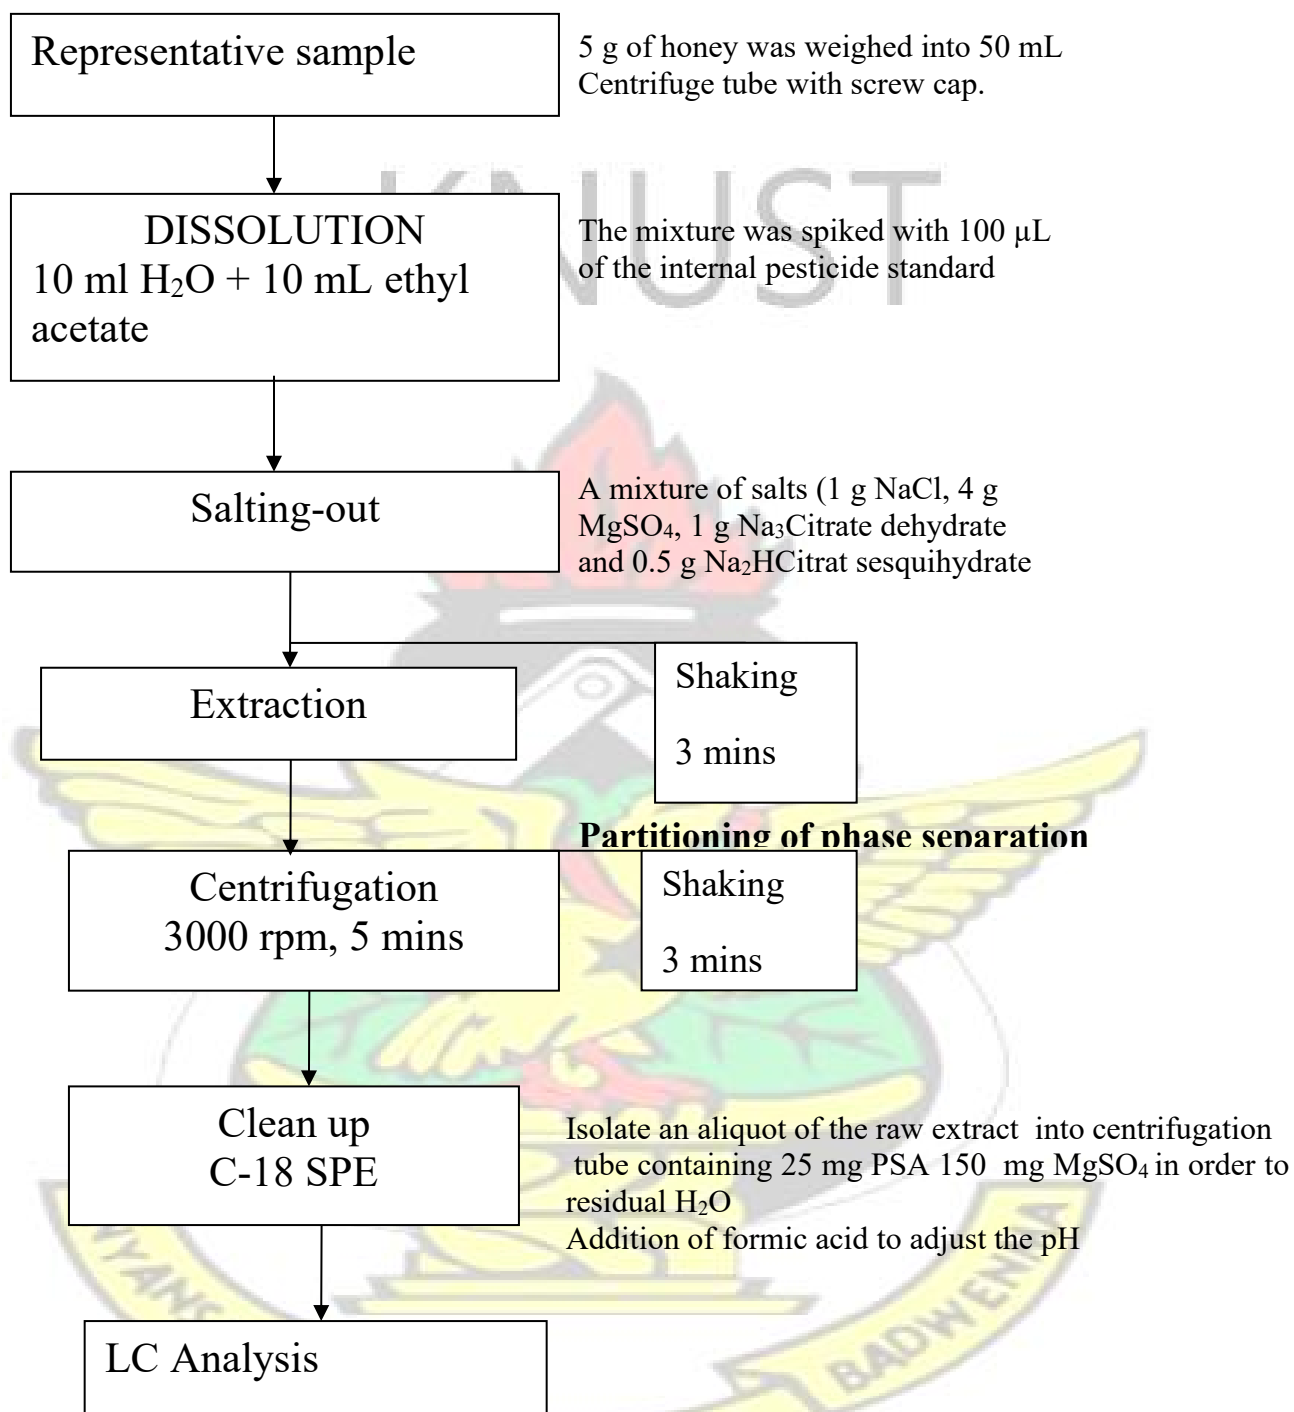 Representative sample
5 g of honey was weighed into 50 mL
Centrifuge tube with screw cap.
KNUST
DISSOLUTION
10 ml H₂O + 10 mL ethyl
acetate
The mixture was spiked with 100 µL
of the internal pesticide standard
Salting-out
A mixture of salts (1 g NaCl, 4 g
MgSO₄, 1 g Na₃Citrate dehydrate
and 0.5 g Na₂HCitrat sesquihydrate
Extraction
Shaking
3 mins
Partitioning of phase separation
Centrifugation
3000 rpm, 5 mins
Shaking
3 mins
Clean up
C-18 SPE
Isolate an aliquot of the raw extract into centrifugation
tube containing 25 mg PSA 150 mg MgSO₄ in order to
residual H₂O
Addition of formic acid to adjust the pH
NYANS
BADWENMA
LC Analysis